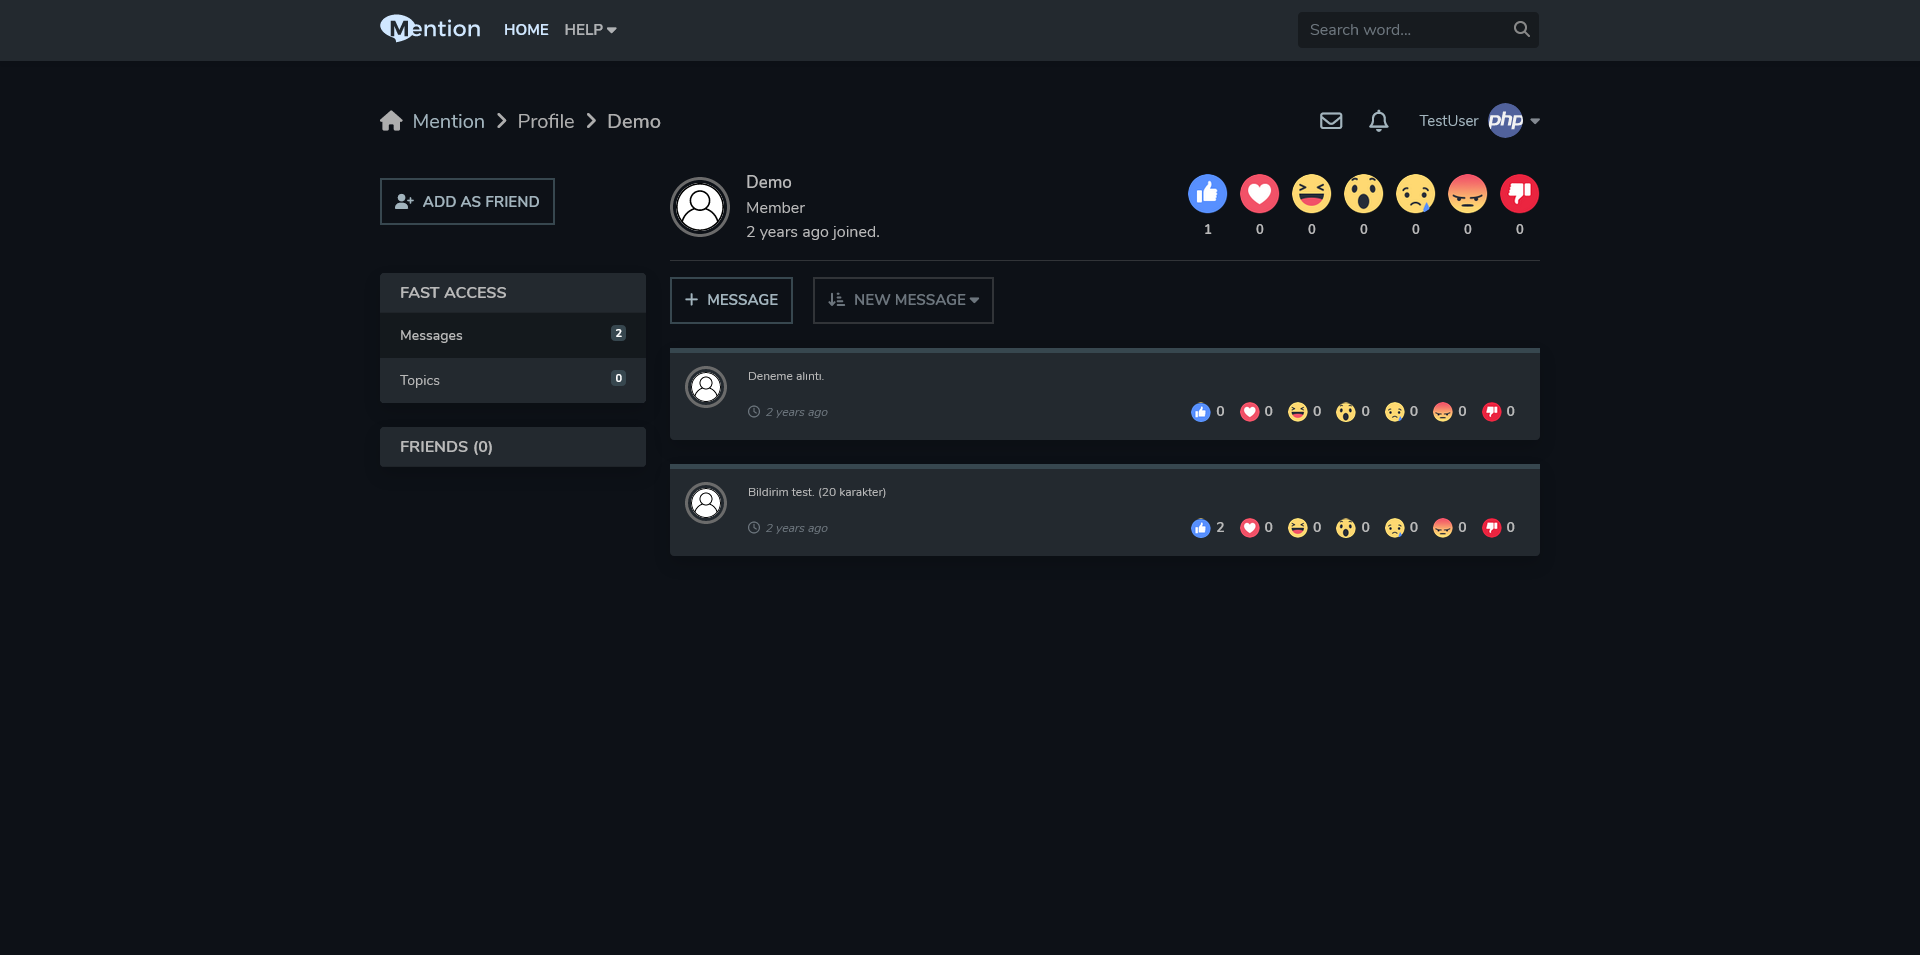 Mention HOME HELP Search word...
Mention Profile Demo TestUser php
ADD AS FRIEND
Demo
Member
2 years ago joined.
1 0 0 0 0 0 0
FAST ACCESS
Messages 2
Topics 0
FRIENDS (0)
MESSAGE NEW MESSAGE
Deneme alıntı.
2 years ago 0 0 0 0 0 0 0
Bildirim test. (20 karakter)
2 years ago 2 0 0 0 0 0 0